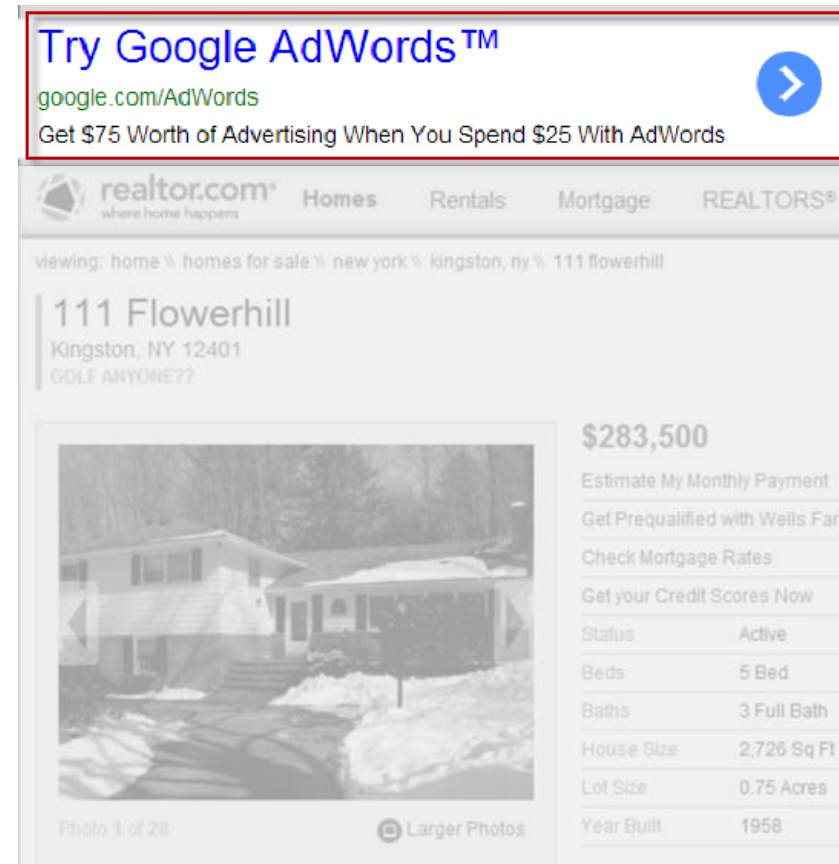 Try Google AdWords™
google.com/AdWords
Get $75 Worth of Advertising When You Spend $25 With AdWords
realtor.com®
where home happens
Homes Rentals Mortgage REALTORS®
viewing: home \\ homes for sale \\ new york \\ kingston, ny \\ 111 flowerhill
111 Flowerhill
Kingston, NY 12401
GOLF ANYONE??
$283,500
Estimate My Monthly Payment
Get Prequalified with Wells Far
Check Mortgage Rates
Get your Credit Scores Now
Status Active
Beds 5 Bed
Baths 3 Full Bath
House Size 2,726 Sq Ft
Lot Size 0.75 Acres
Year Built 1958
Photo 1 of 28
Larger Photos